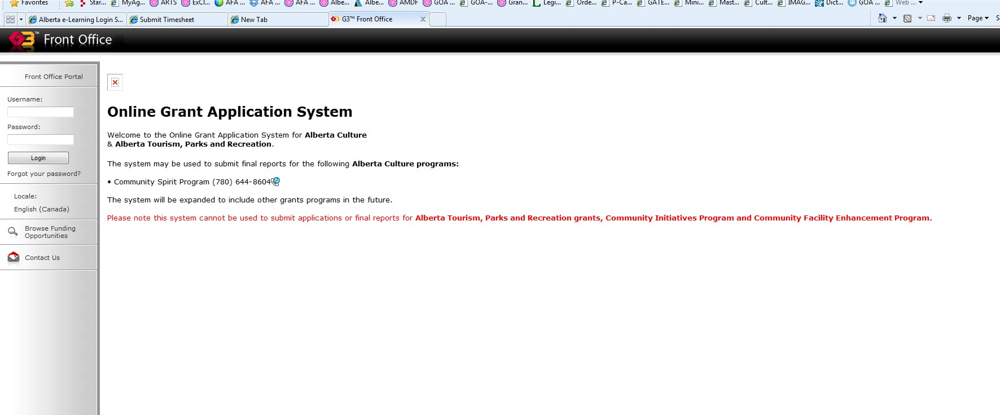 Favorites Star... MyAg... ARTS ExCl... AFA ... AFA ... AFA ... Albe... Albe... AMDF GOA ... GOA-... Gran... Legi... Orde... P-Ca... GATE... Mini... Mast... Cult... IMAG... Dict... GOA ... Web ...
Alberta e-Learning Login S... Submit Timesheet New Tab G3™ Front Office Page S
G3™ Front Office
Front Office Portal
Username:
Password:
Login
Forgot your password?
Locale:
English (Canada)
Browse Funding
Opportunities
Contact Us
Online Grant Application System
Welcome to the Online Grant Application System for Alberta Culture
& Alberta Tourism, Parks and Recreation.
The system may be used to submit final reports for the following Alberta Culture programs:
• Community Spirit Program (780) 644-8604
The system will be expanded to include other grants programs in the future.
Please note this system cannot be used to submit applications or final reports for Alberta Tourism, Parks and Recreation grants, Community Initiatives Program and Community Facility Enhancement Program.